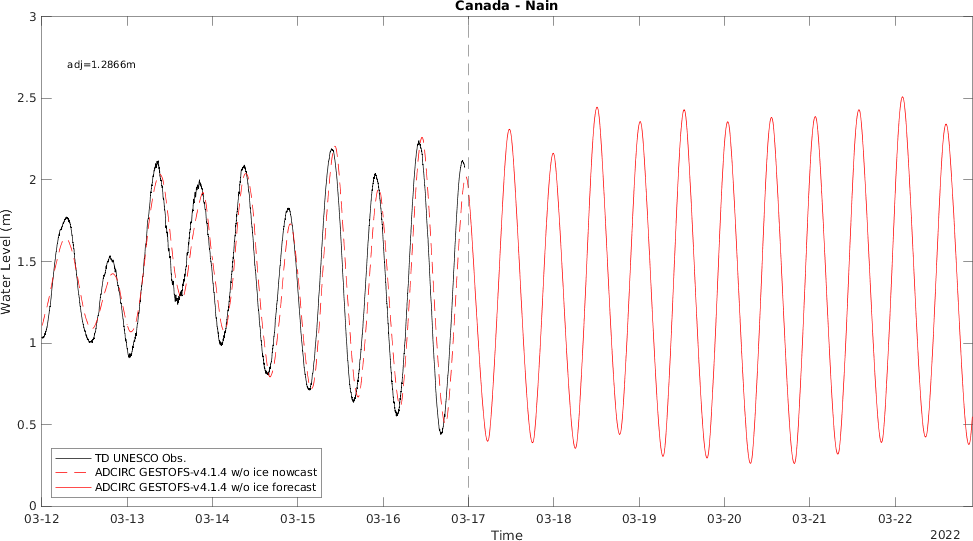 Canada - Nain
3
2.5
2
1.5
1
0.5
0
Water Level (m)
adj=1.2866m
TD UNESCO Obs.
ADCIRC GESTOFS-v4.1.4 w/o ice nowcast
ADCIRC GESTOFS-v4.1.4 w/o ice forecast
03-12 03-13 03-14 03-15 03-16 03-17 03-18 03-19 03-20 03-21 03-22
Time
2022